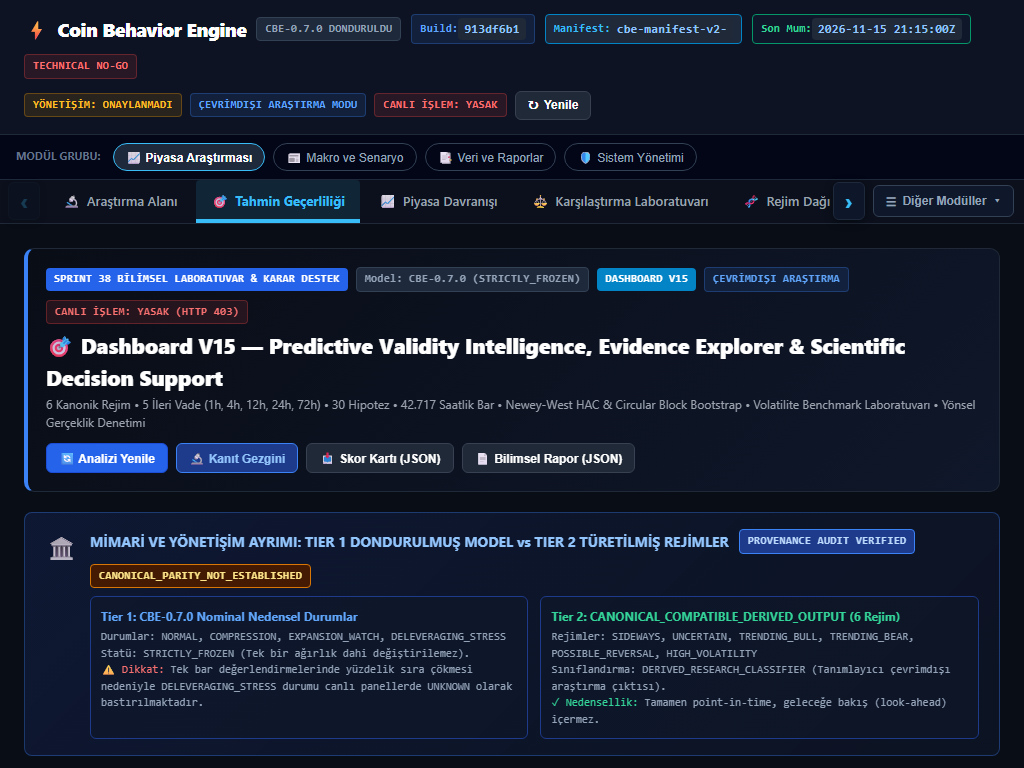 Coin Behavior Engine CBE-0.7.0 DONDURULDU Build: 913df6b1 Manifest: cbe-manifest-v2- Son Mum: 2026-11-15 21:15:00Z
TECHNICAL NO-GO
YÖNETİŞİM: ONAYLANMADI ÇEVRİMDIŞI ARAŞTIRMA MODU CANLI İŞLEM: YASAK ↻ Yenile
MODÜL GRUBU: Piyasa Araştırması Makro ve Senaryo Veri ve Raporlar Sistem Yönetimi
‹ Araştırma Alanı Tahmin Geçerliliği Piyasa Davranışı Karşılaştırma Laboratuvarı Rejim Dağı › ☰ Diğer Modüller ▾
SPRINT 38 BİLİMSEL LABORATUVAR & KARAR DESTEK Model: CBE-0.7.0 (STRICTLY_FROZEN) DASHBOARD V15 ÇEVRİMDIŞI ARAŞTIRMA
CANLI İŞLEM: YASAK (HTTP 403)
Dashboard V15 — Predictive Validity Intelligence, Evidence Explorer & Scientific
Decision Support
6 Kanonik Rejim • 5 İleri Vade (1h, 4h, 12h, 24h, 72h) • 30 Hipotez • 42.717 Saatlik Bar • Newey-West HAC & Circular Block Bootstrap • Volatilite Benchmark Laboratuvarı • Yönsel
Gerçeklik Denetimi
Analizi Yenile Kanıt Gezgini Skor Kartı (JSON) Bilimsel Rapor (JSON)
MİMARİ VE YÖNETİŞİM AYRIMI: TIER 1 DONDURULMUŞ MODEL vs TIER 2 TÜRETİLMİŞ REJİMLER PROVENANCE AUDIT VERIFIED
CANONICAL_PARITY_NOT_ESTABLISHED
Tier 1: CBE-0.7.0 Nominal Nedensel Durumlar
Durumlar: NORMAL, COMPRESSION, EXPANSION_WATCH, DELEVERAGING_STRESS
Statü: STRICTLY_FROZEN (Tek bir ağırlık dahi değiştirilemez).
⚠ Dikkat: Tek bar değerlendirmelerinde yüzdelik sıra çökmesi
nedeniyle DELEVERAGING_STRESS durumu canlı panellerde UNKNOWN olarak
bastırılmaktadır.
Tier 2: CANONICAL_COMPATIBLE_DERIVED_OUTPUT (6 Rejim)
Rejimler: SIDEWAYS, UNCERTAIN, TRENDING_BULL, TRENDING_BEAR,
POSSIBLE_REVERSAL, HIGH_VOLATILITY
Sınıflandırma: DERIVED_RESEARCH_CLASSIFIER (Tanımlayıcı çevrimdışı
araştırma çıktısı).
✓ Nedensellik: Tamamen point-in-time, geleceğe bakış (look-ahead)
içermez.